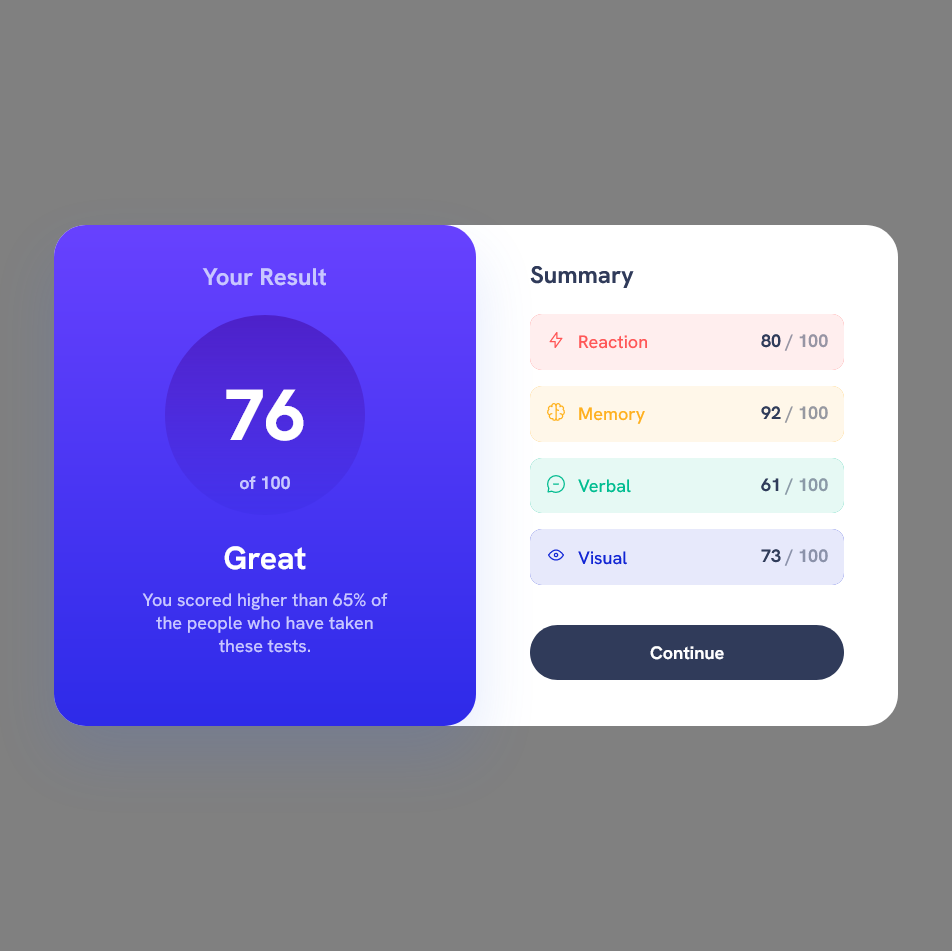 Your Result
76
of 100
Great
You scored higher than 65% of
the people who have taken
these tests.
Summary
Reaction 80 / 100
Memory 92 / 100
Verbal 61 / 100
Visual 73 / 100
Continue